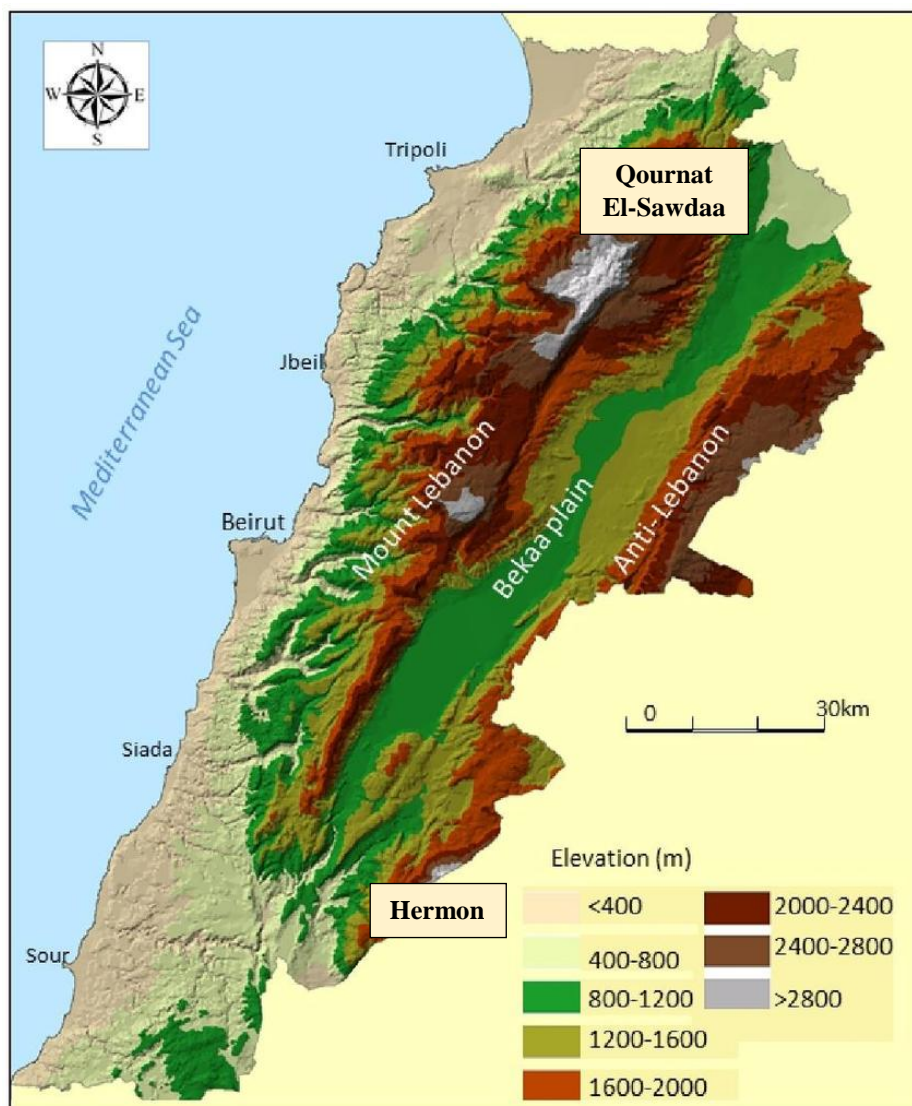 N
W E
S
Tripoli
Qournat
El-Sawdaa
Mediterranean Sea
Jbeil
Mount Lebanon
Beirut
Bekaa plain
Anti- Lebanon
0 30km
Siada
Hermon
Sour
Elevation (m)
<400
400-800
800-1200
1200-1600
1600-2000
2000-2400
2400-2800
>2800